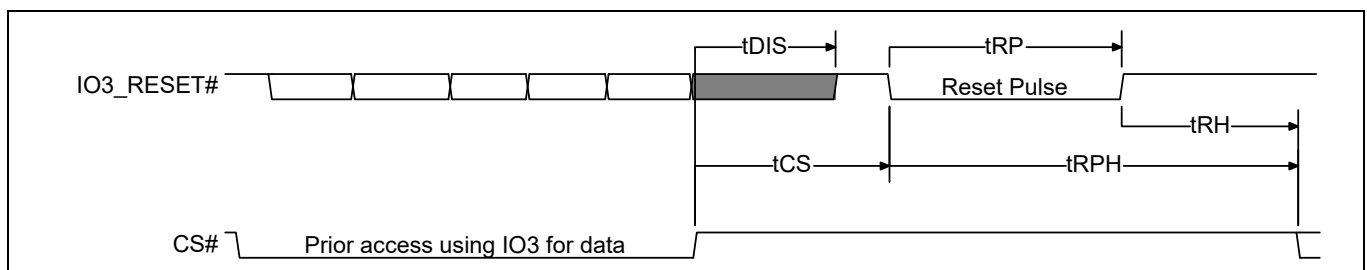 tDIS
tRP
IO3_RESET#
Reset Pulse
tRH
tCS
tRPH
CS#
Prior access using IO3 for data